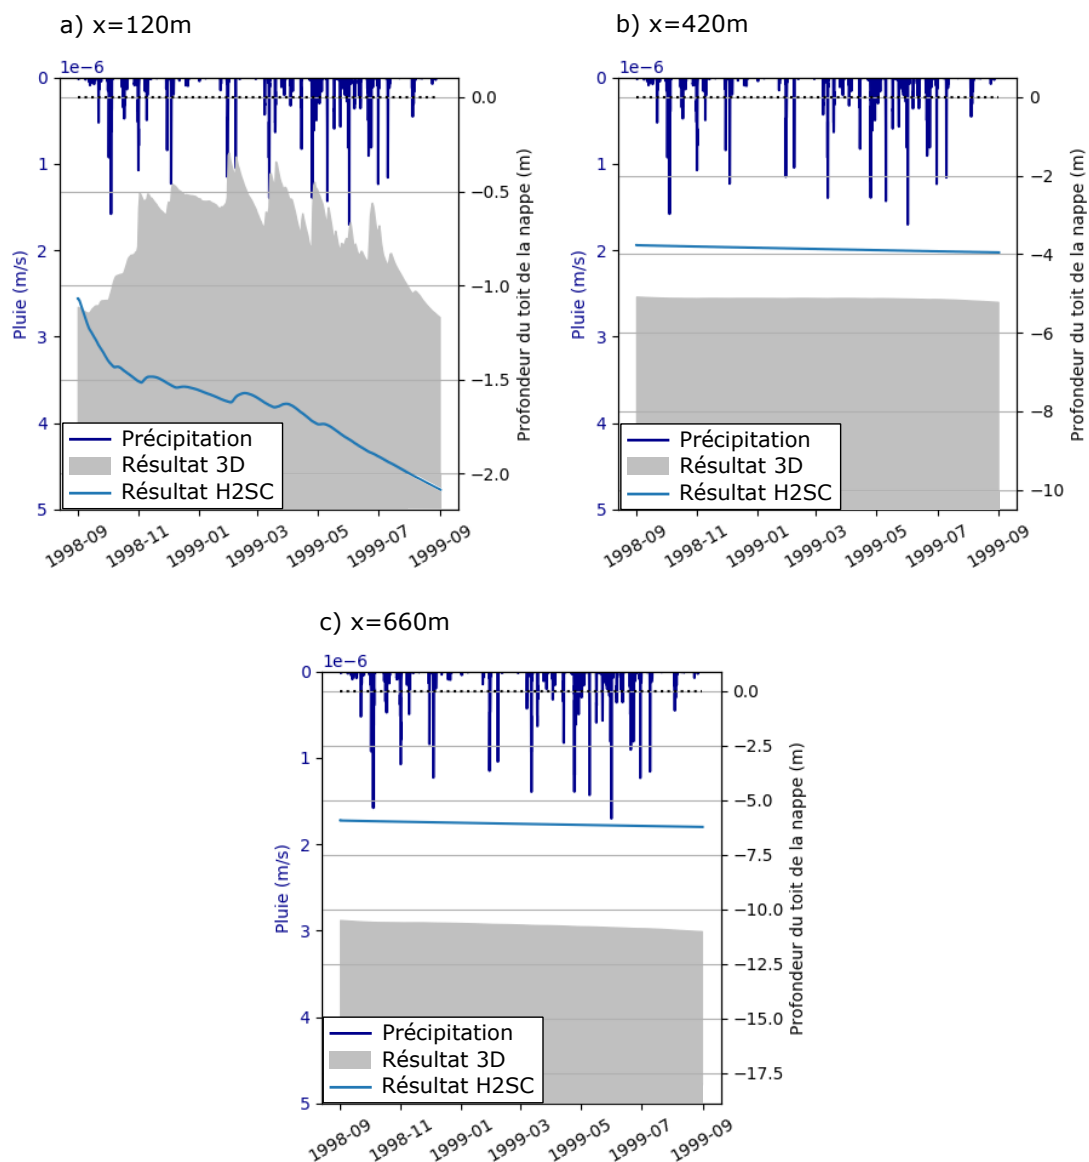 a) x=120m
1e−6
0
1
2
3
4
5
Pluie (m/s)
0.0
−0.5
−1.0
−1.5
−2.0
Profondeur du toit de la nappe (m)
Précipitation
Résultat 3D
Résultat H2SC
1998-09
1998-11
1999-01
1999-03
1999-05
1999-07
1999-09
b) x=420m
1e−6
0
1
2
3
4
5
Pluie (m/s)
0
−2
−4
−6
−8
−10
Profondeur du toit de la nappe (m)
Précipitation
Résultat 3D
Résultat H2SC
1998-09
1998-11
1999-01
1999-03
1999-05
1999-07
1999-09
c) x=660m
1e−6
0
1
2
3
4
5
Pluie (m/s)
0.0
−2.5
−5.0
−7.5
−10.0
−12.5
−15.0
−17.5
Profondeur du toit de la nappe (m)
Précipitation
Résultat 3D
Résultat H2SC
1998-09
1998-11
1999-01
1999-03
1999-05
1999-07
1999-09